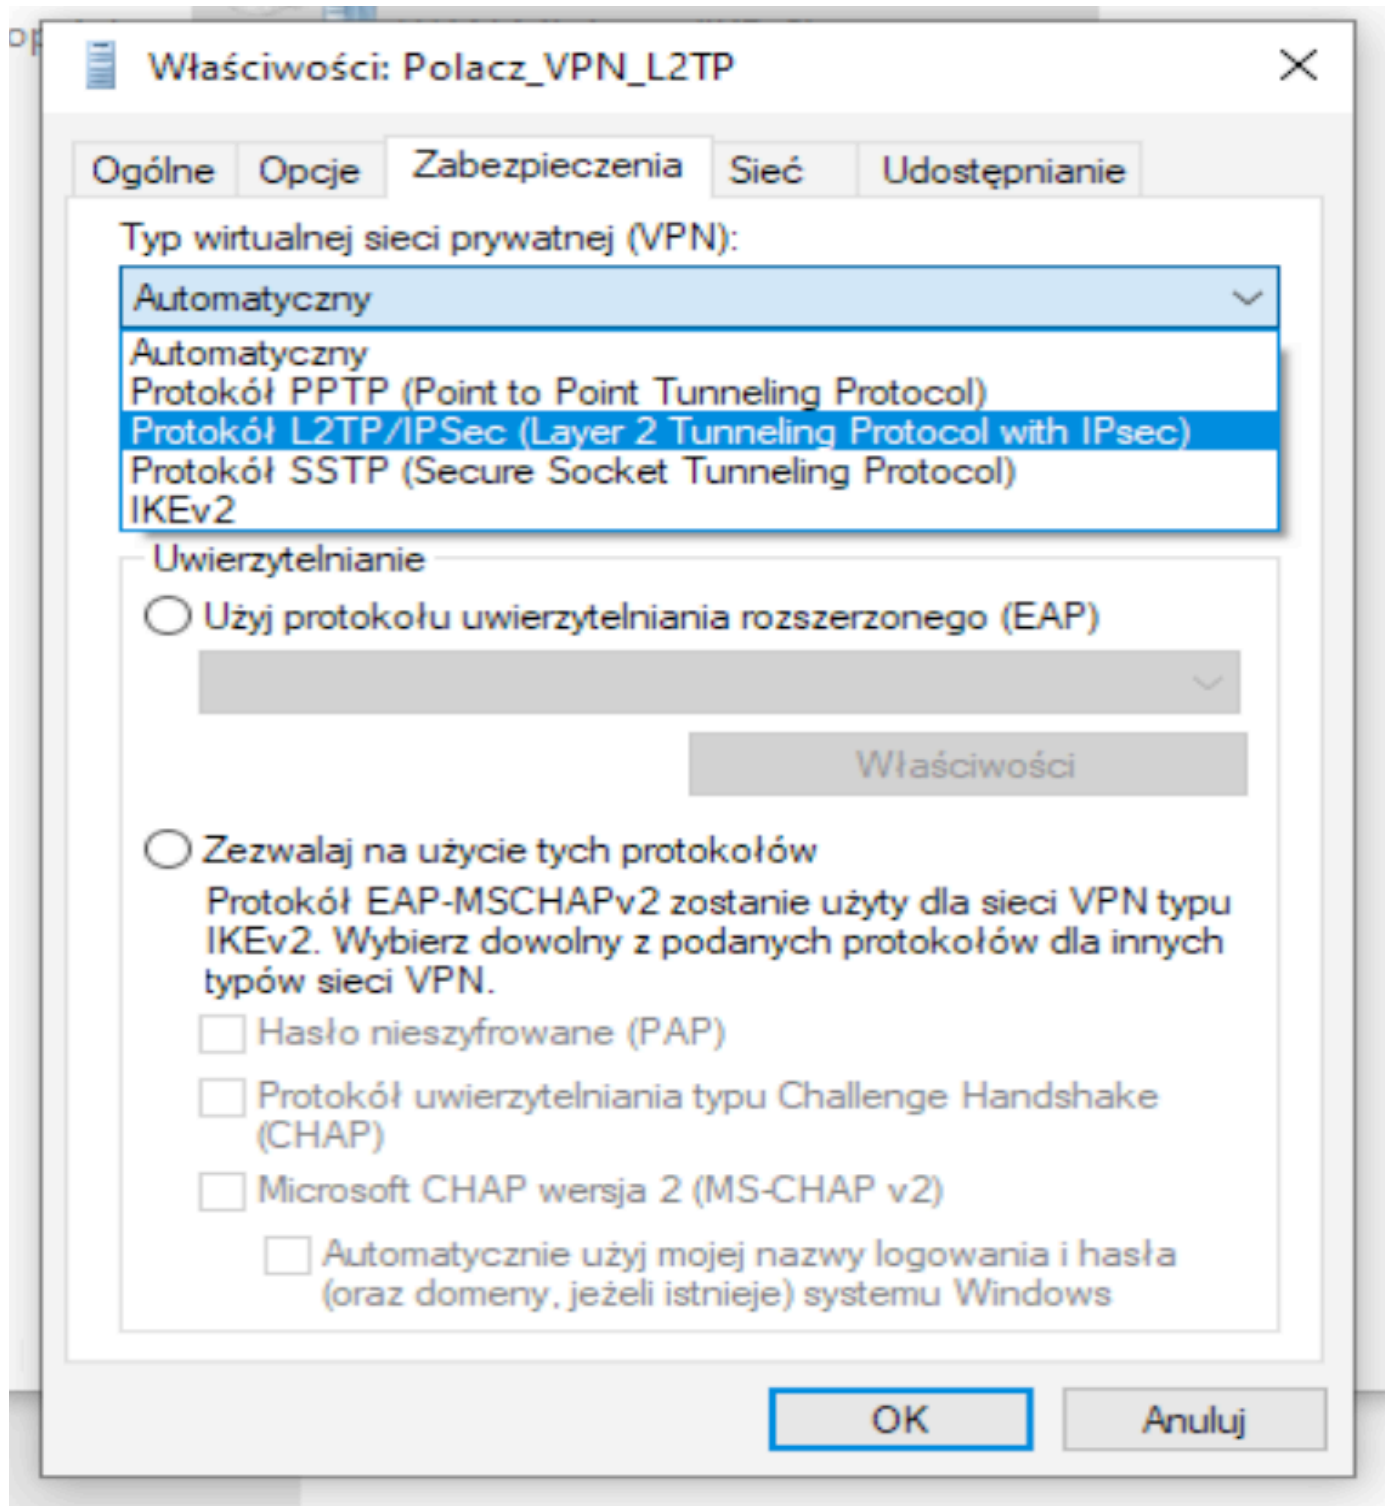 op
Właściwości: Polacz_VPN_L2TP
Ogólne
Opcje
Zabezpieczenia
Sieć
Udostępnianie
Typ wirtualnej sieci prywatnej (VPN):
Automatyczny
Automatyczny
Protokół PPTP (Point to Point Tunneling Protocol)
Protokół L2TP/IPSec (Layer 2 Tunneling Protocol with IPsec)
Protokół SSTP (Secure Socket Tunneling Protocol)
IKEv2
Uwierzytelnianie
Użyj protokołu uwierzytelniania rozszerzonego (EAP)
Właściwości
Zezwalaj na użycie tych protokołów
Protokół EAP-MSCHAPv2 zostanie użyty dla sieci VPN typu
IKEv2. Wybierz dowolny z podanych protokołów dla innych
typów sieci VPN.
Hasło nieszyfrowane (PAP)
Protokół uwierzytelniania typu Challenge Handshake
(CHAP)
Microsoft CHAP wersja 2 (MS-CHAP v2)
Automatycznie użyj mojej nazwy logowania i hasła
(oraz domeny, jeżeli istnieje) systemu Windows
OK
Anuluj